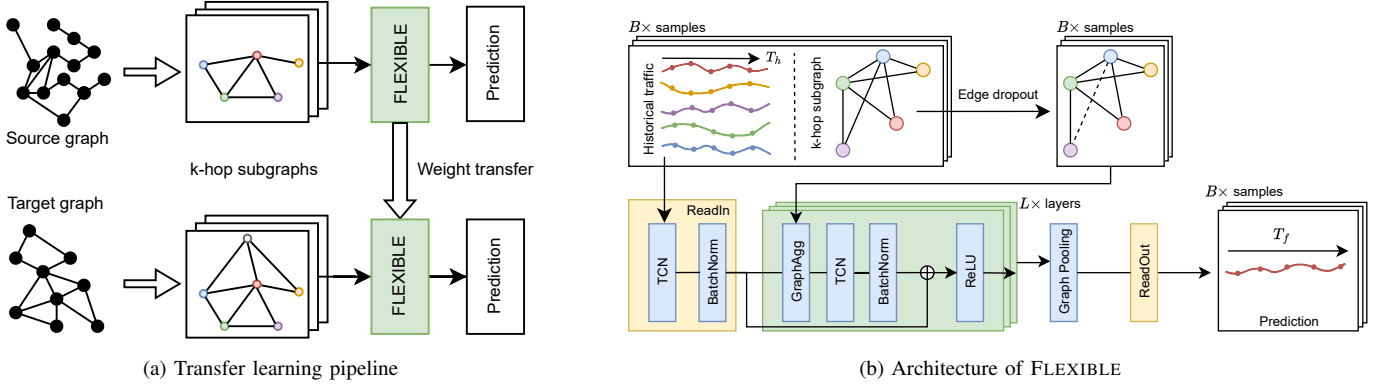 Source graph
k-hop subgraphs
FLEXIBLE
Prediction
Weight transfer
Target graph
FLEXIBLE
Prediction
(a) Transfer learning pipeline
B× samples
Historical traffic
T_h
k-hop subgraph
Edge dropout
B× samples
ReadIn
TCN
BatchNorm
L× layers
GraphAgg
TCN
BatchNorm
ReLU
Graph Pooling
ReadOut
B× samples
T_f
Prediction
(b) Architecture of FLEXIBLE